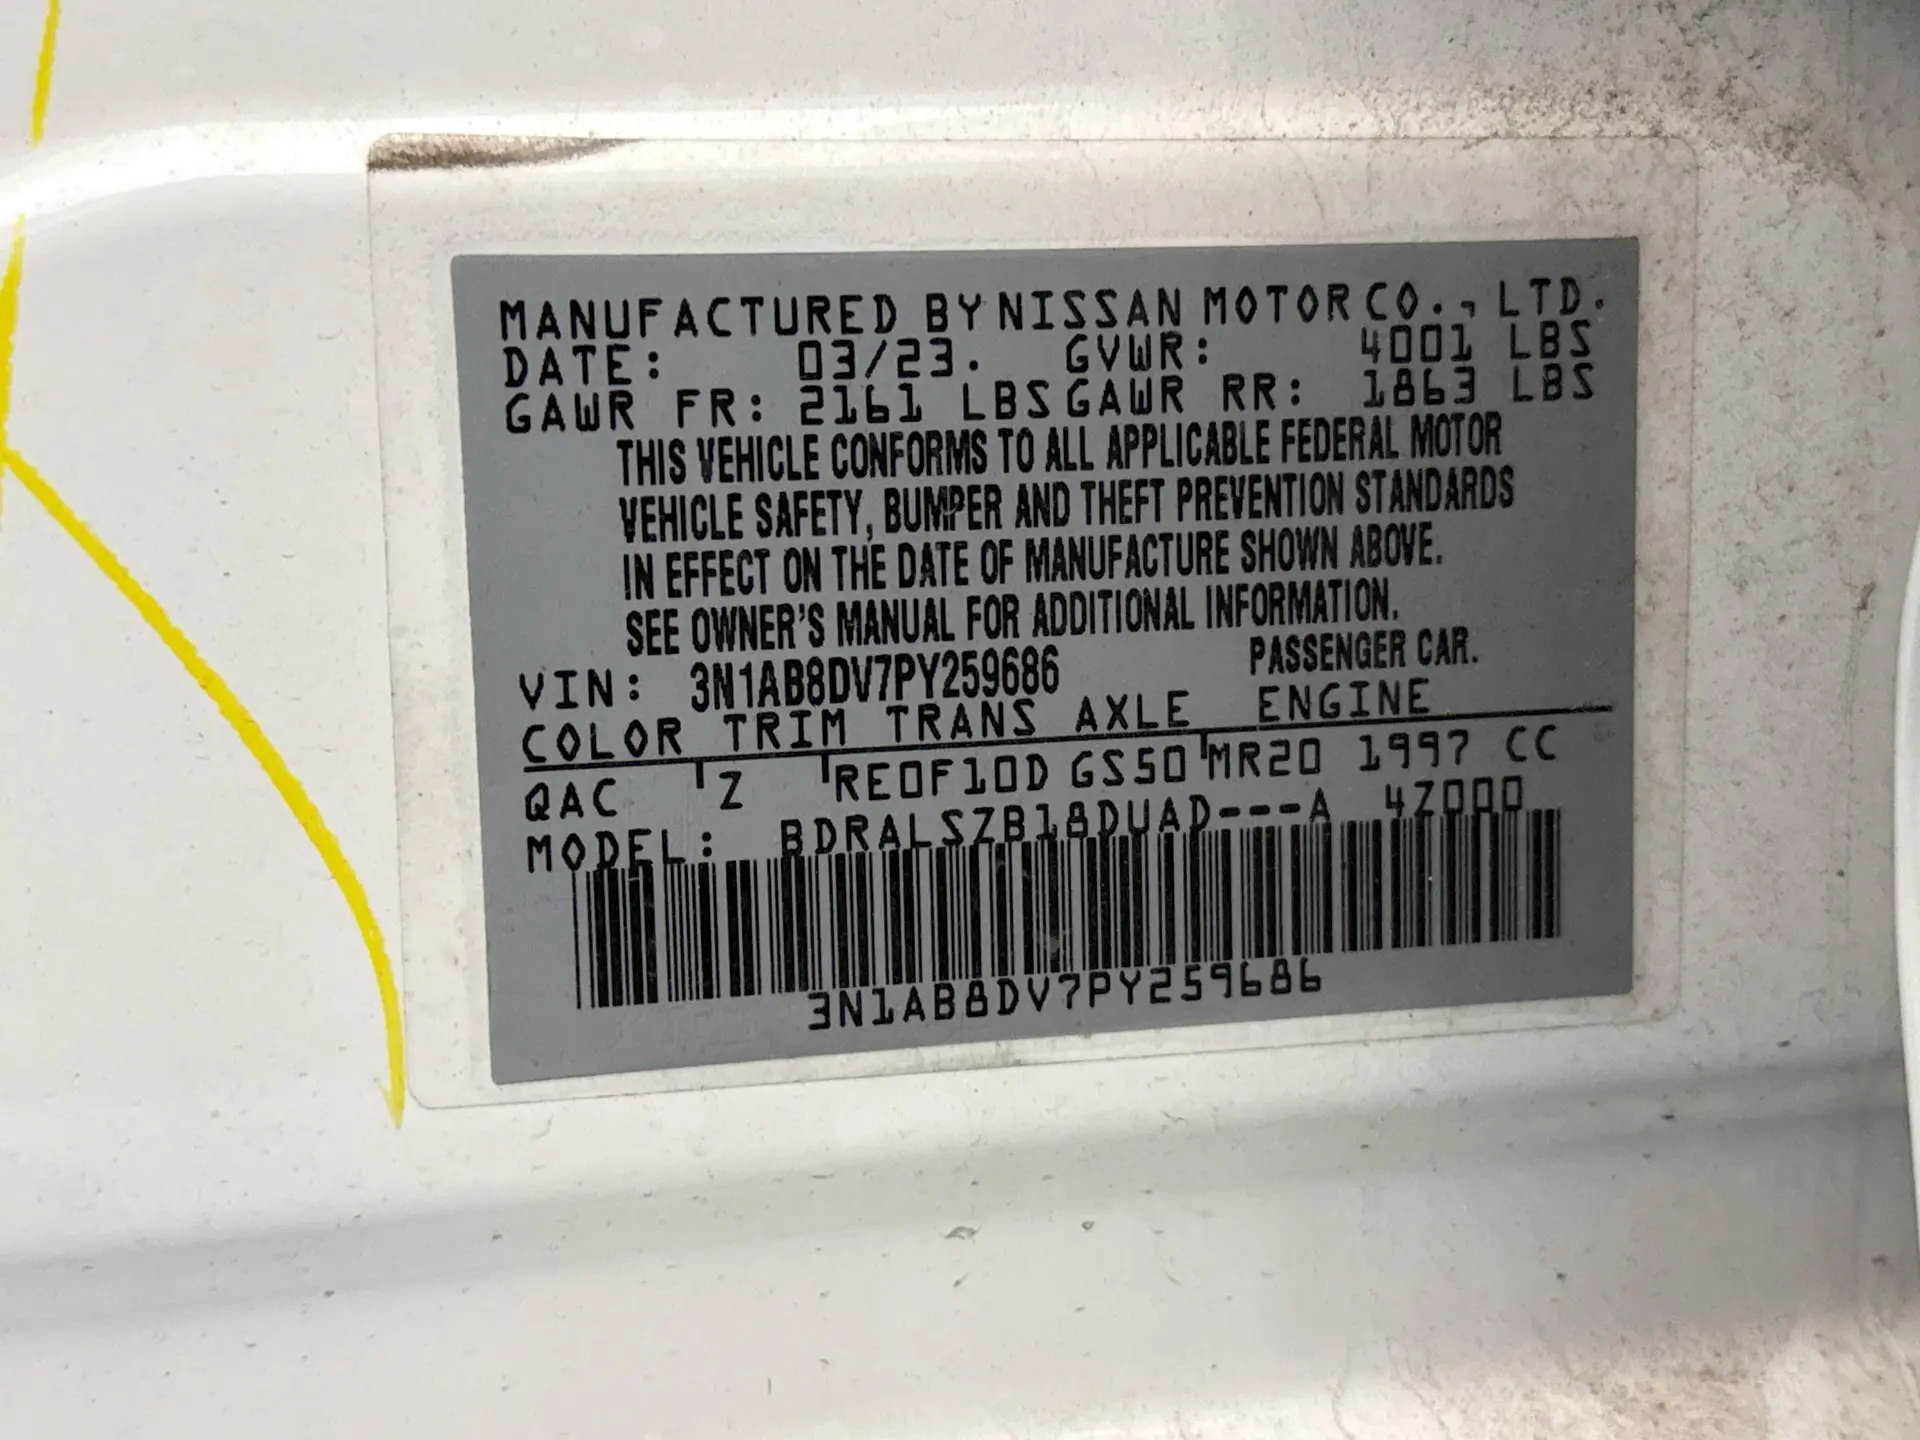 MANUFACTURED BY NISSAN MOTOR CO., LTD.
DATE: 03/23. GVWR: 4001 LBS
GAWR FR: 2161 LBS GAWR RR: 1863 LBS
THIS VEHICLE CONFORMS TO ALL APPLICABLE FEDERAL MOTOR
VEHICLE SAFETY, BUMPER AND THEFT PREVENTION STANDARDS
IN EFFECT ON THE DATE OF MANUFACTURE SHOWN ABOVE.
SEE OWNER'S MANUAL FOR ADDITIONAL INFORMATION.
VIN: 3N1AB8DV7PY259686 PASSENGER CAR.
COLOR TRIM TRANS AXLE ENGINE
QAC Z RE0F10D GS50 MR20 1997 CC
MODEL: BDRALSZB18DUAD---A 4Z000
3N1AB8DV7PY259686